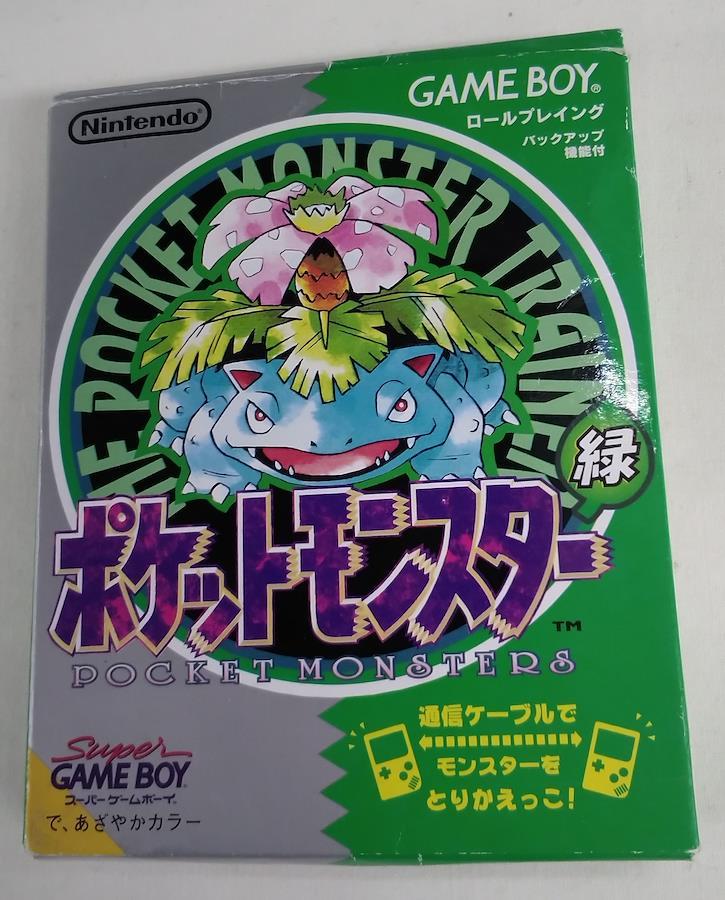 Nintendo®
GAME BOY®
ロールプレイング
バックアップ
機能付
THE POCKET MONSTER TRAINER
緑
ポケットモンスター
TM
POCKET MONSTERS
通信ケーブルで
モンスターを
とりかえっこ!
Super
GAME BOY
スーパーゲームボーイ
で、あざやかカラー